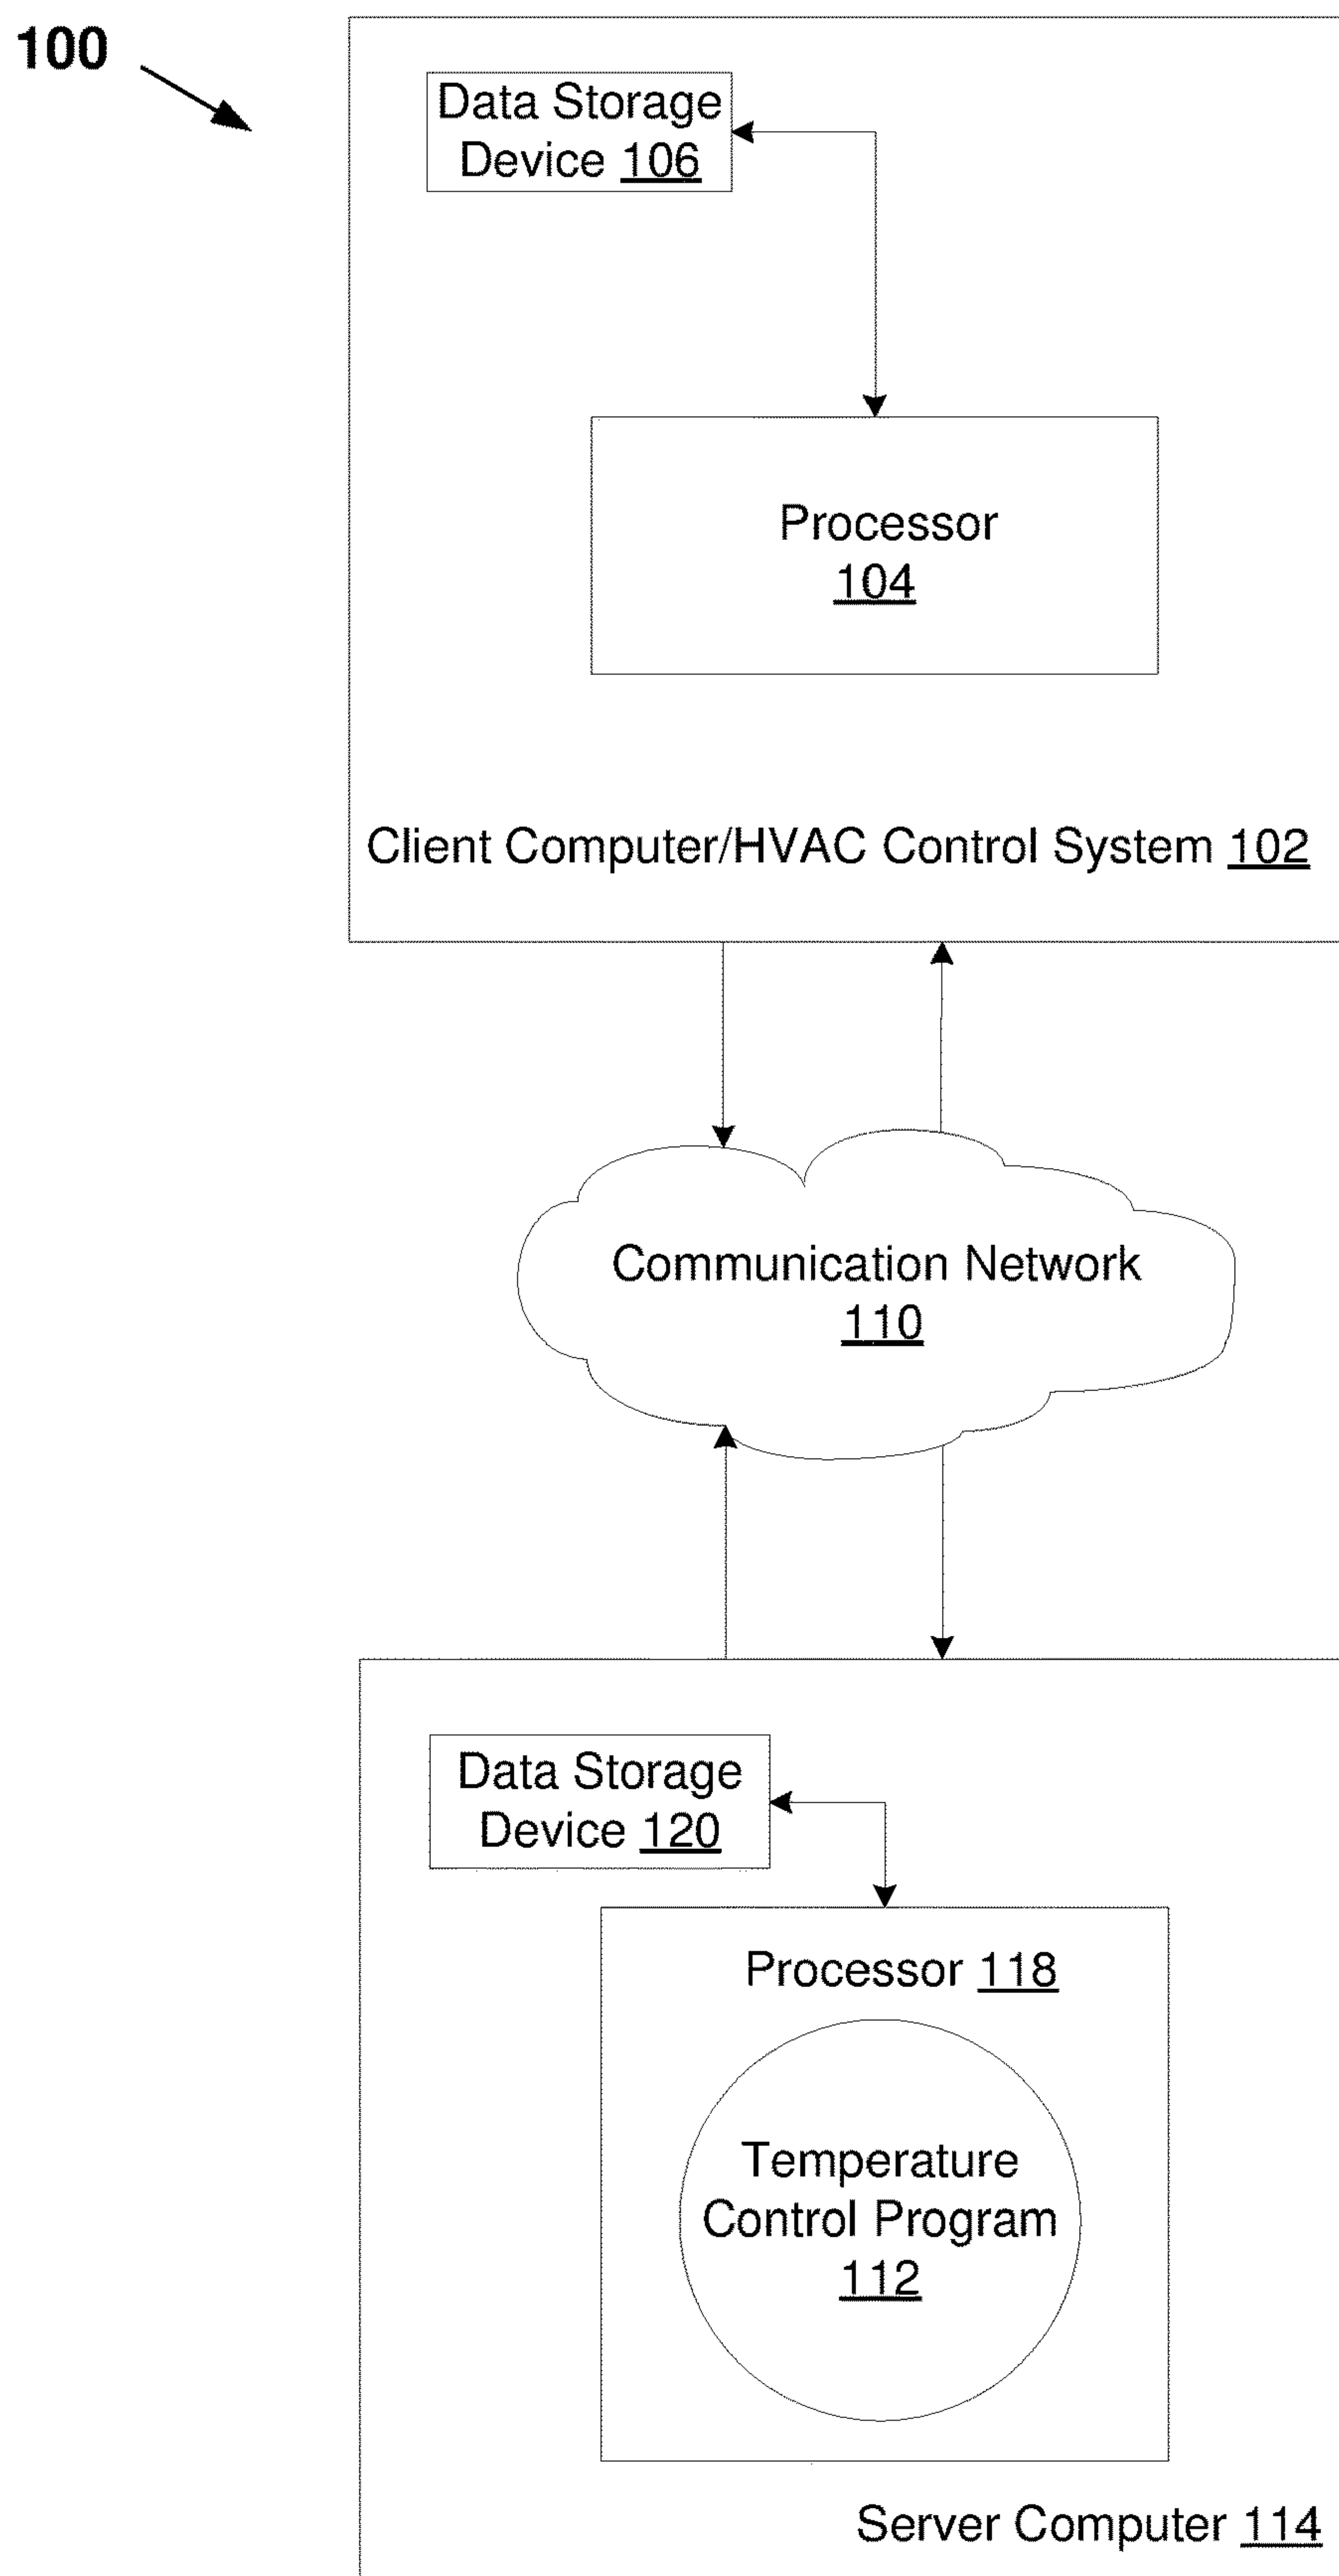 100
Data Storage
Device 106
Processor
104
Client Computer/HVAC Control System 102
Communication Network
110
Data Storage
Device 120
Processor 118
Temperature
Control Program
112
Server Computer 114